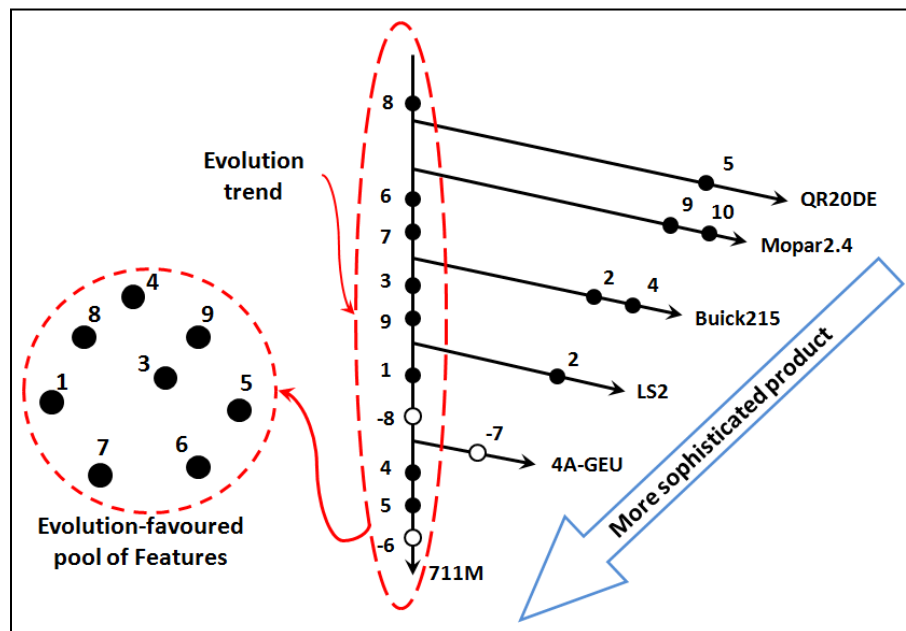 8
5
QR20DE
Evolution
trend
6
9
10
Mopar2.4
7
4
3
2
4
8
9
9
Buick215
3
1
2
1
5
LS2
-8
-7
7
6
4
4A-GEU
More sophisticated product
5
Evolution-favoured
pool of Features
-6
711M